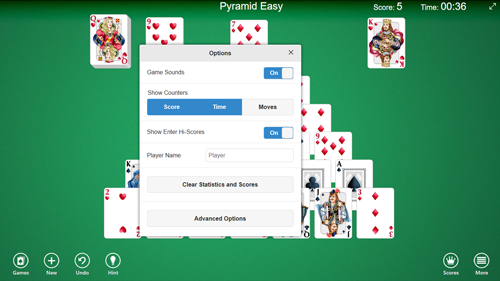 Pyramid Easy
Score: 5
Time: 00:36
Q
9
7
K
Options
×
Game Sounds
On
Show Counters
Score
Time
Moves
Show Enter Hi-Scores
On
Player Name
Player
Clear Statistics and Scores
Advanced Options
9
K
A
2
J
3
Games
New
Undo
Hint
Scores
More